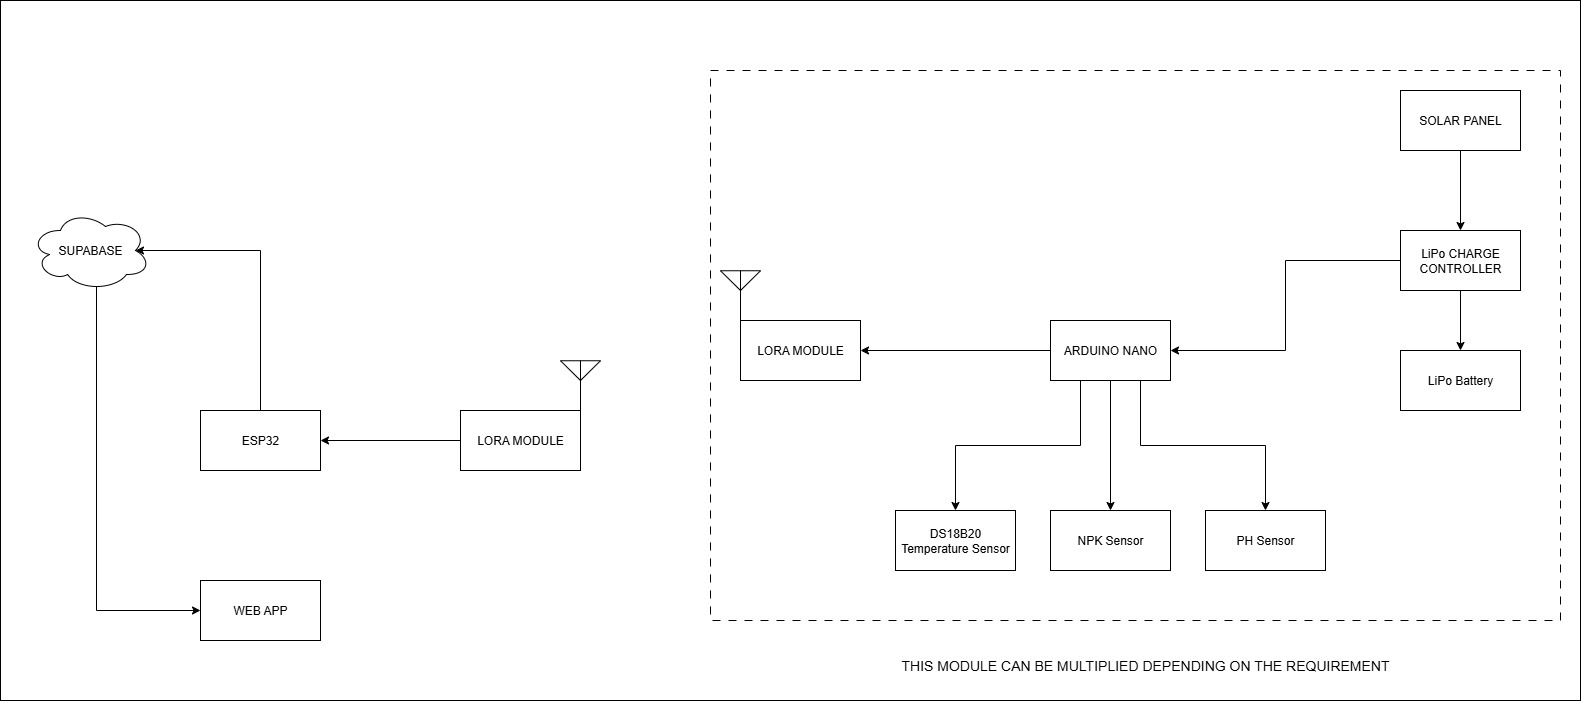 SOLAR PANEL
SUPABASE
LiPo CHARGE
CONTROLLER
LORA MODULE
ARDUINO NANO
LiPo Battery
ESP32
LORA MODULE
DS18B20
Temperature Sensor
NPK Sensor
PH Sensor
WEB APP
THIS MODULE CAN BE MULTIPLIED DEPENDING ON THE REQUIREMENT